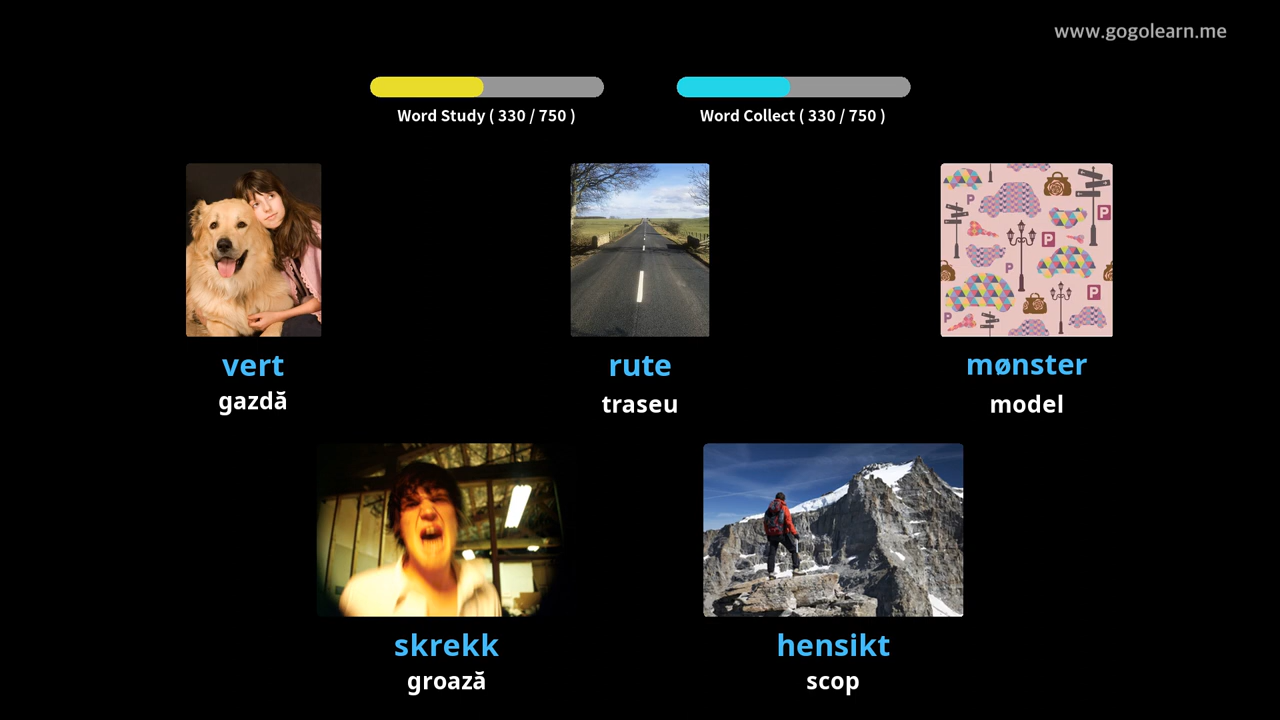 www.gogolearn.me
Word Study ( 330 / 750 )
Word Collect ( 330 / 750 )
vert
gazdă
rute
traseu
mønster
model
skrekk
groază
hensikt
scop